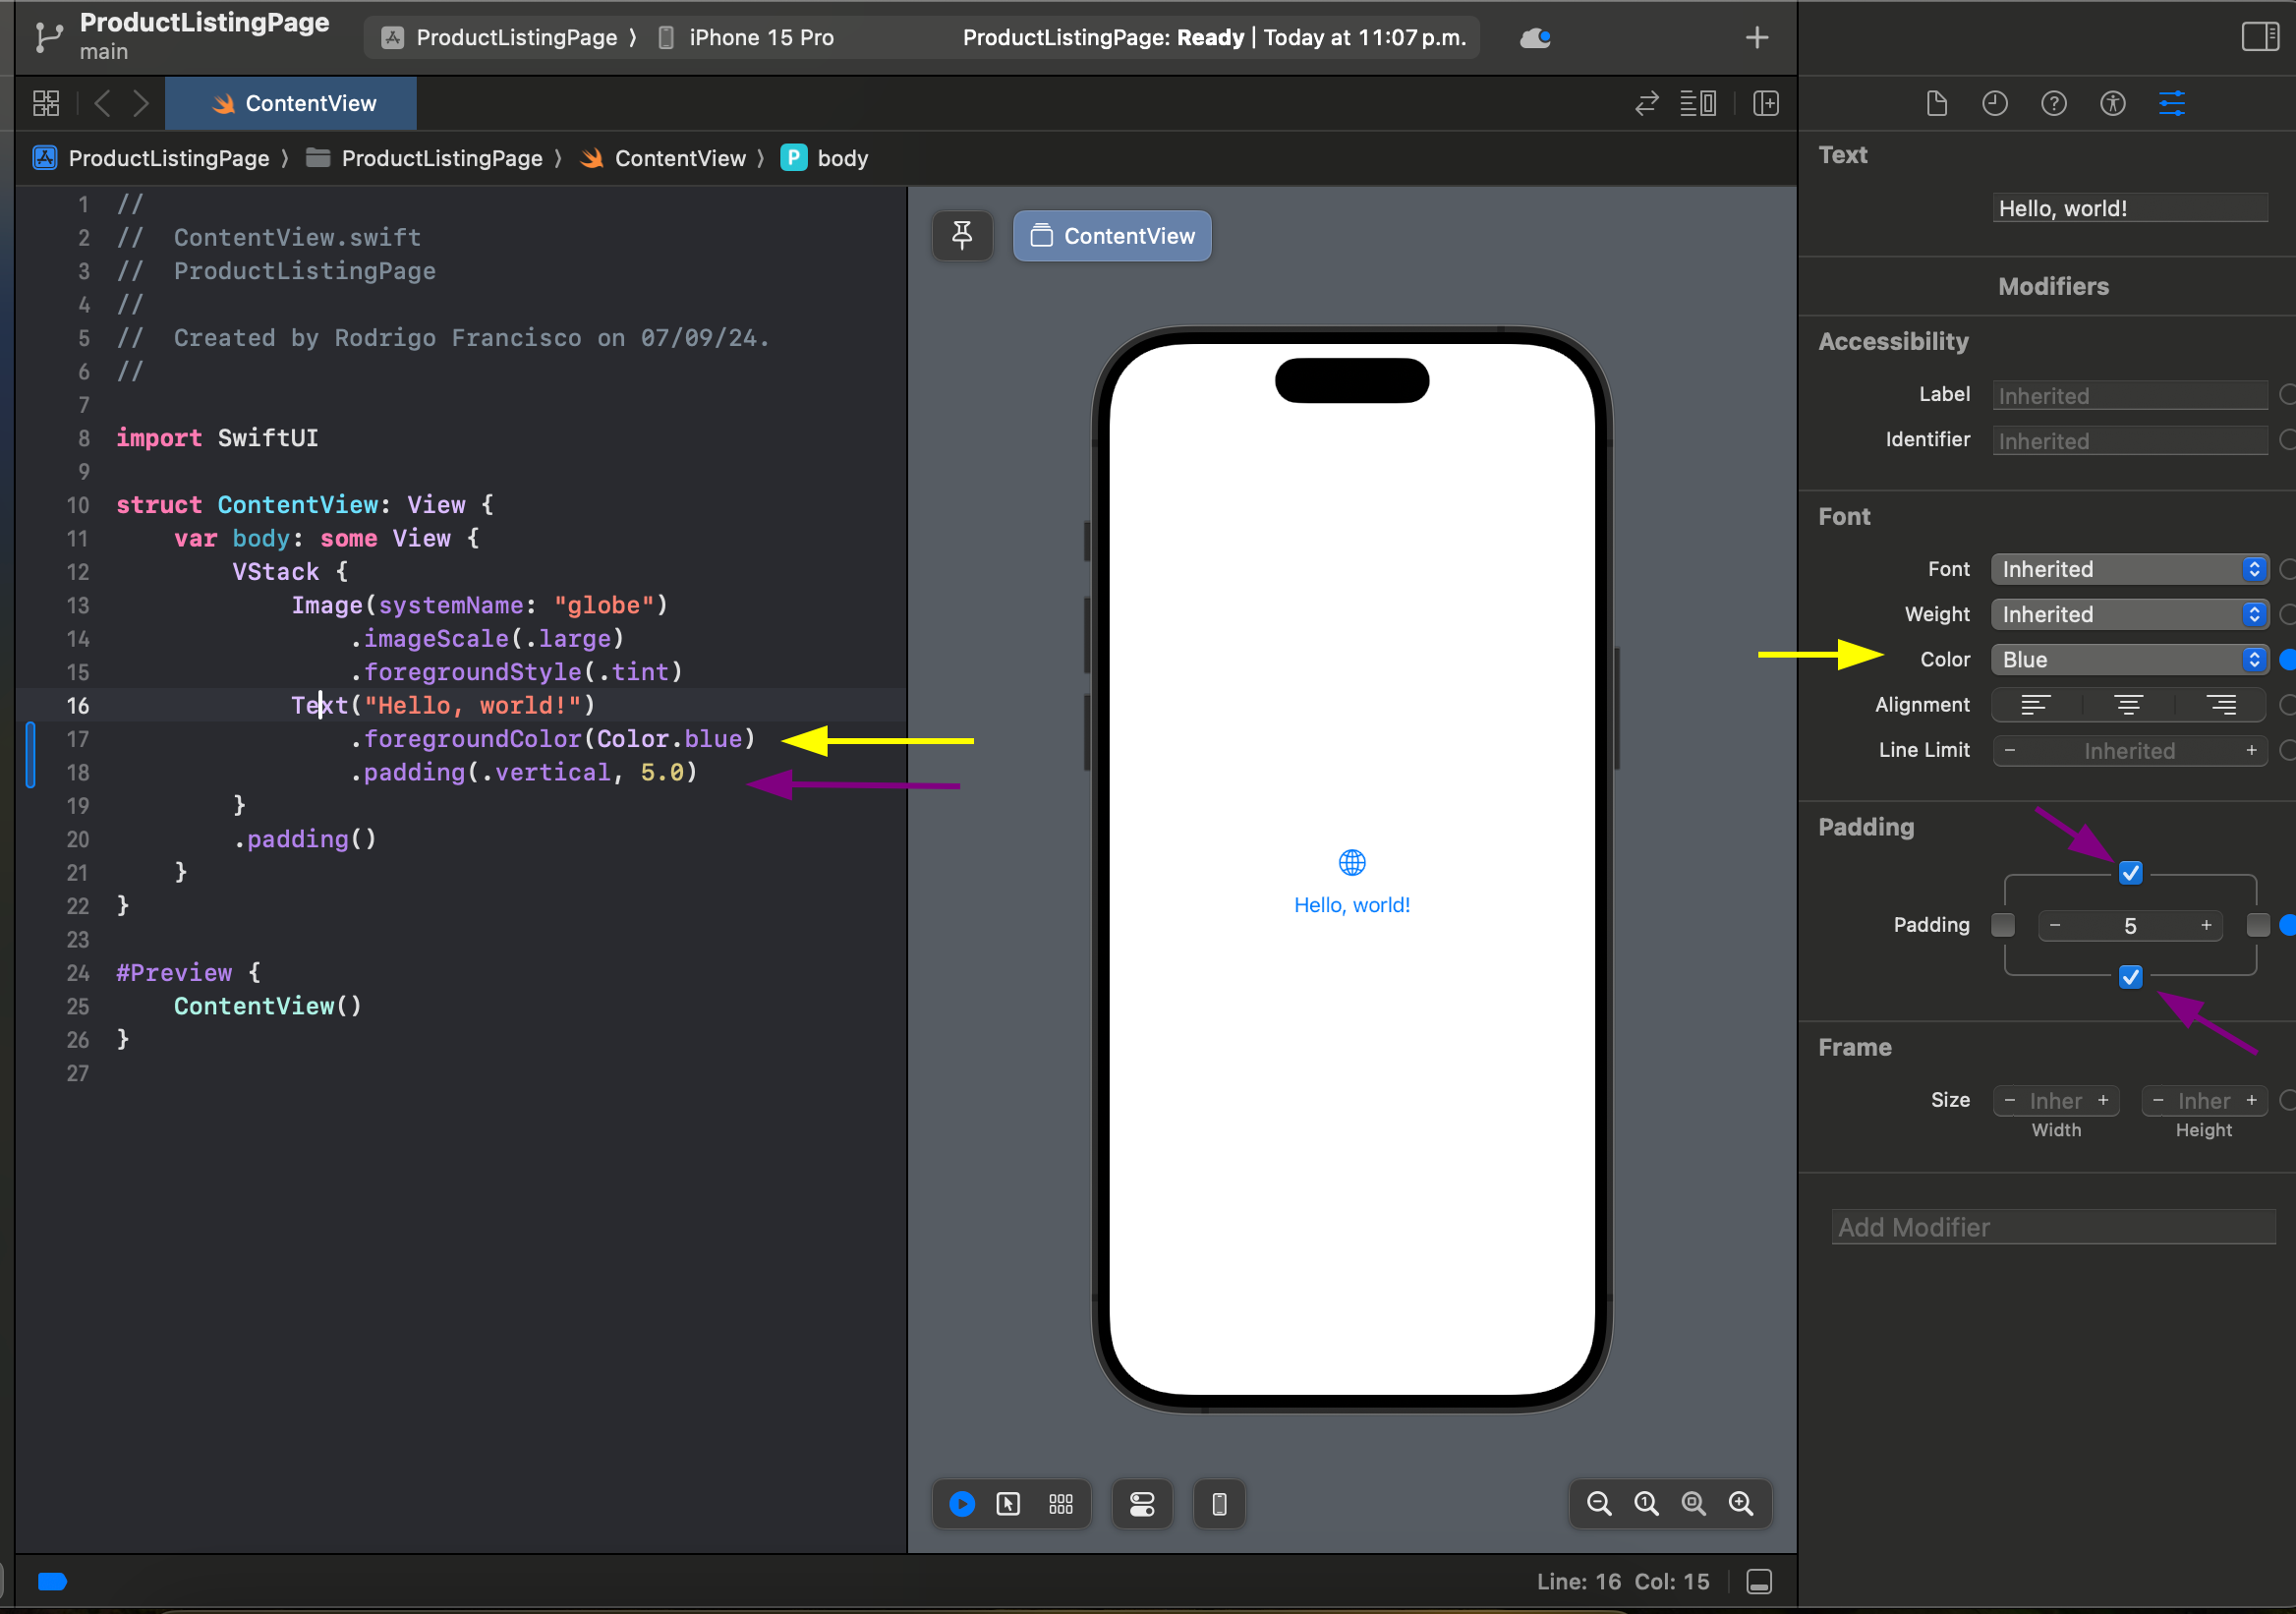 ProductListingPage
main
ProductListingPage 〉 iPhone 15 Pro
ProductListingPage: Ready | Today at 11:07 p.m.
ContentView
ProductListingPage 〉 ProductListingPage 〉 ContentView 〉 P body
1 //
2 //  ContentView.swift
3 //  ProductListingPage
4 //
5 //  Created by Rodrigo Francisco on 07/09/24.
6 //
7
8 import SwiftUI
9
10 struct ContentView: View {
11     var body: some View {
12         VStack {
13             Image(systemName: "globe")
14                 .imageScale(.large)
15                 .foregroundStyle(.tint)
16             Text("Hello, world!")
17                 .foregroundColor(Color.blue)
18                 .padding(.vertical, 5.0)
19         }
20         .padding()
21     }
22 }
23
24 #Preview {
25     ContentView()
26 }
27
ContentView
Hello, world!
Line: 16 Col: 15
Text
Hello, world!
Modifiers
Accessibility
Label Inherited
Identifier Inherited
Font
Font Inherited
Weight Inherited
Color Blue
Alignment
Line Limit − Inherited +
Padding
Padding − 5 +
Frame
Size − Inher + − Inher +
Width Height
Add Modifier